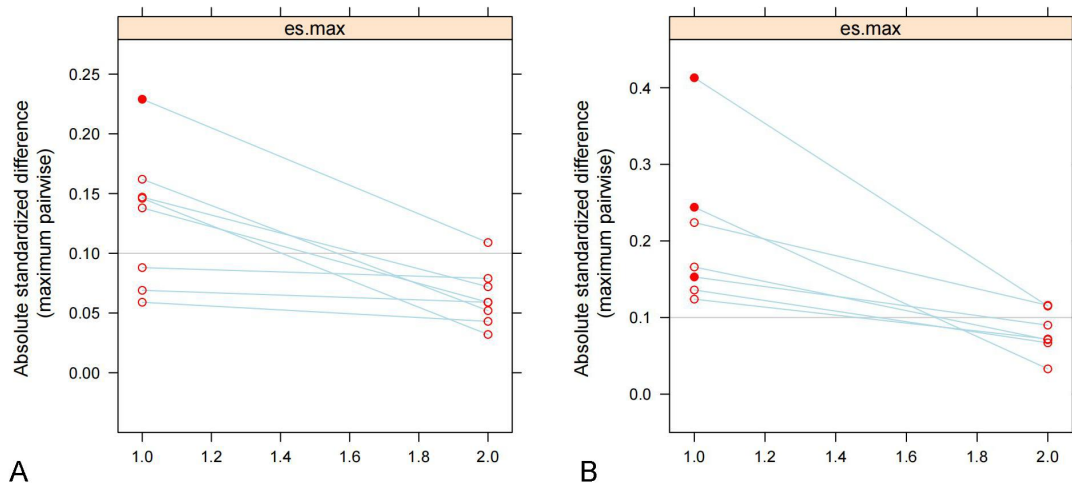 es.max
Absolute standardized difference
(maximum pairwise)
0.25
0.20
0.15
0.10
0.05
0.00
1.0 1.2 1.4 1.6 1.8 2.0
A
es.max
Absolute standardized difference
(maximum pairwise)
0.4
0.3
0.2
0.1
0.0
1.0 1.2 1.4 1.6 1.8 2.0
B